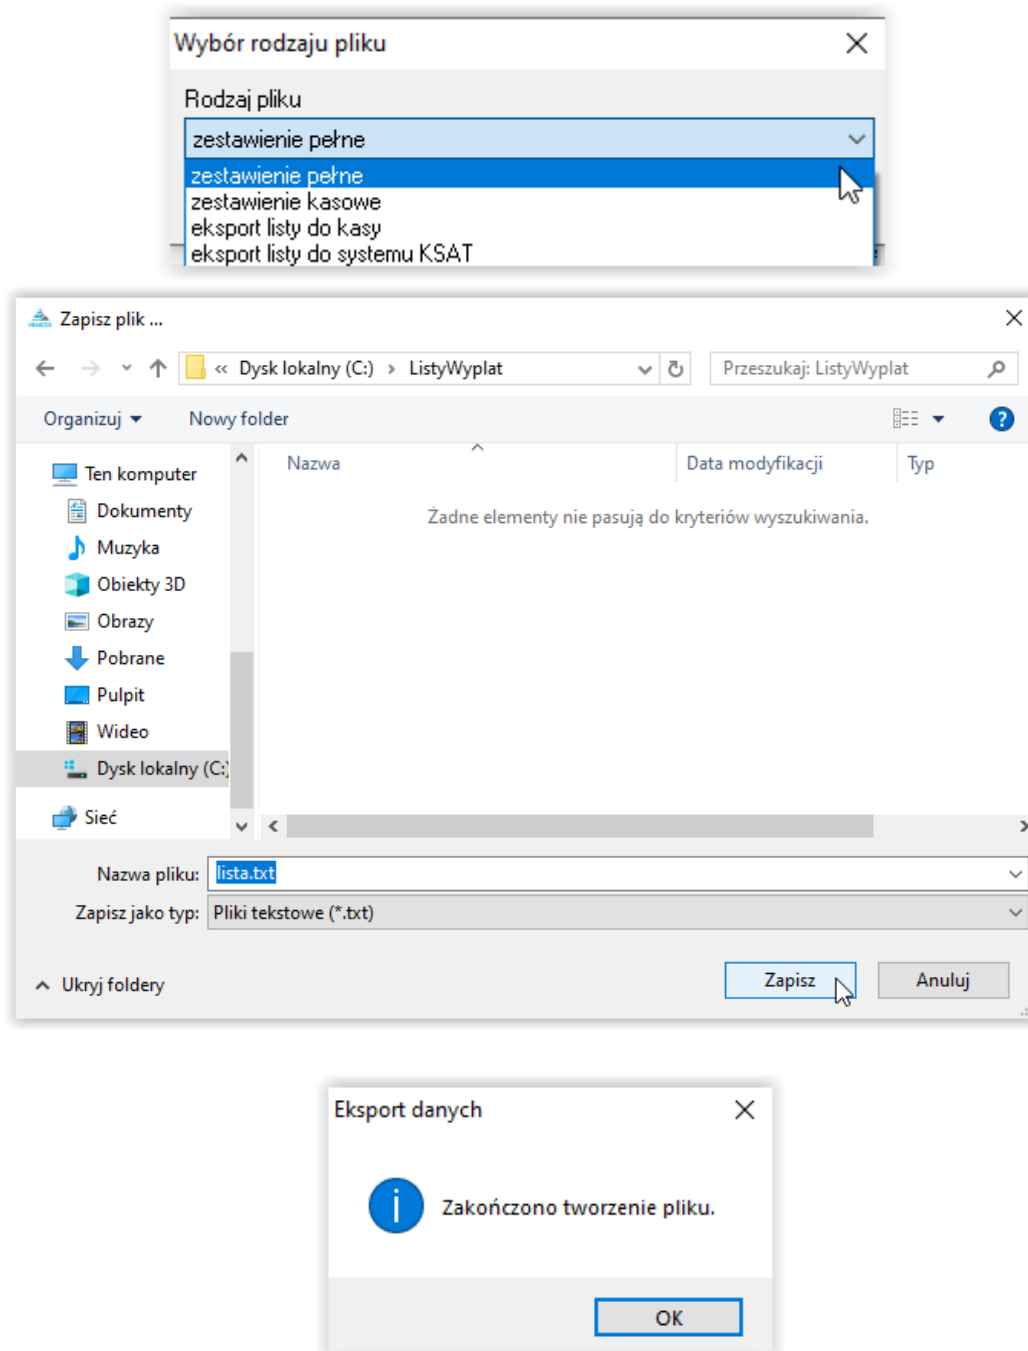 Wybór rodzaju pliku
Rodzaj pliku
zestawienie pełne
zestawienie pełne
zestawienie kasowe
eksport listy do kasy
eksport listy do systemu KSAT
Zapisz plik ...
« Dysk lokalny (C:) › ListyWyplat
Przeszukaj: ListyWyplat
Organizuj
Nowy folder
?
Ten komputer
Dokumenty
Muzyka
Obiekty 3D
Obrazy
Pobrane
Pulpit
Wideo
Dysk lokalny (C:)
Sieć
Nazwa
Data modyfikacji
Typ
Żadne elementy nie pasują do kryteriów wyszukiwania.
Nazwa pliku: lista.txt
Zapisz jako typ: Pliki tekstowe (*.txt)
Ukryj foldery
Zapisz
Anuluj
Eksport danych
Zakończono tworzenie pliku.
OK